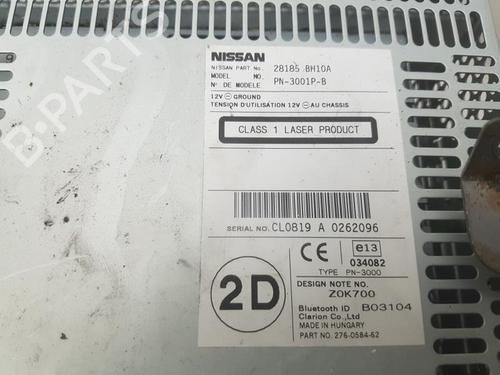 B-PARTS
NISSAN
NISSAN PART No. 28185 BH10A
MODEL NO. PN-3001P-B
N° DE MODELE
12V ⎓ GROUND
TENSION D'UTILISATION 12V ⎓ AU CHASSIS
CLASS 1 LASER PRODUCT
SERIAL NO. CL0819 A 0262096
2D
CE e13
034082
TYPE PN-3000
DESIGN NOTE NO.
Z0K700
Bluetooth ID B03104
Clarion Co.,Ltd
MADE IN HUNGARY
PART NO. 276-0584-62